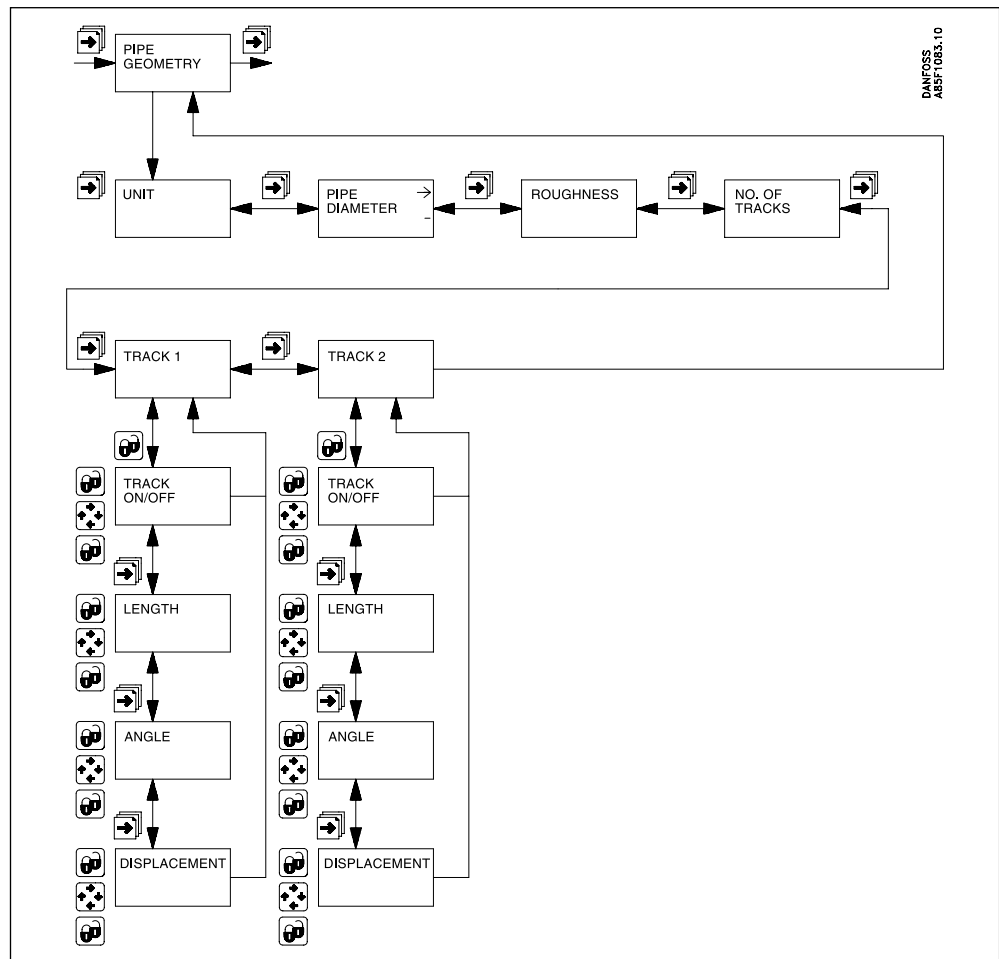 PIPE
GEOMETRY
DANFOSS
A85F1083.10
UNIT
PIPE
DIAMETER
ROUGHNESS
NO. OF
TRACKS
TRACK 1
TRACK 2
TRACK
ON/OFF
TRACK
ON/OFF
LENGTH
LENGTH
ANGLE
ANGLE
DISPLACEMENT
DISPLACEMENT